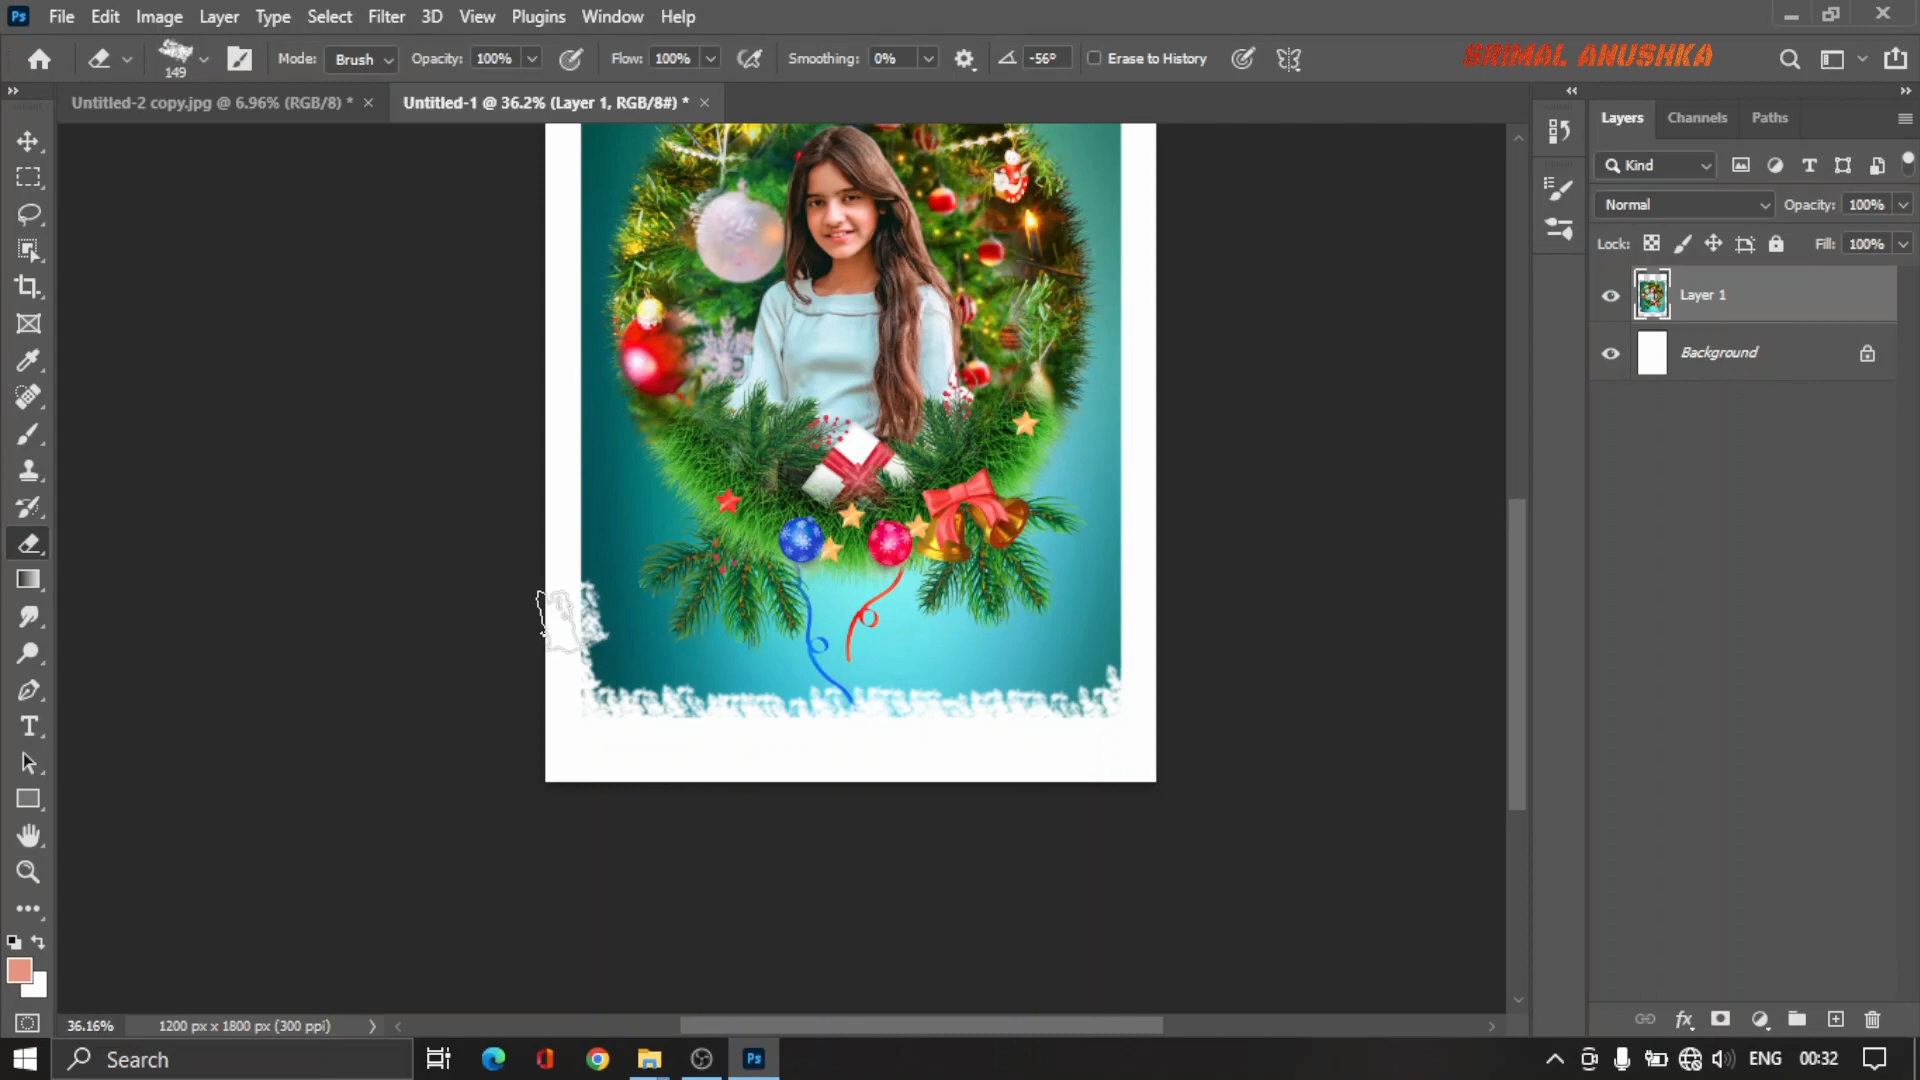 Ps File Edit Image Layer Type Select Filter 3D View Plugins Window Help
149 Mode: Brush Opacity: 100% Flow: 100% Smoothing: 0% -56° Erase to History SRIMAL ANUSHKA
Untitled-2 copy.jpg @ 6.96% (RGB/8) * × Untitled-1 @ 36.2% (Layer 1, RGB/8#) * ×
Layers Channels Paths
Kind
Normal Opacity: 100%
Lock: Fill: 100%
Layer 1
Background
36.16% 1200 px x 1800 px (300 ppi)
Search Ps ENG 00:32